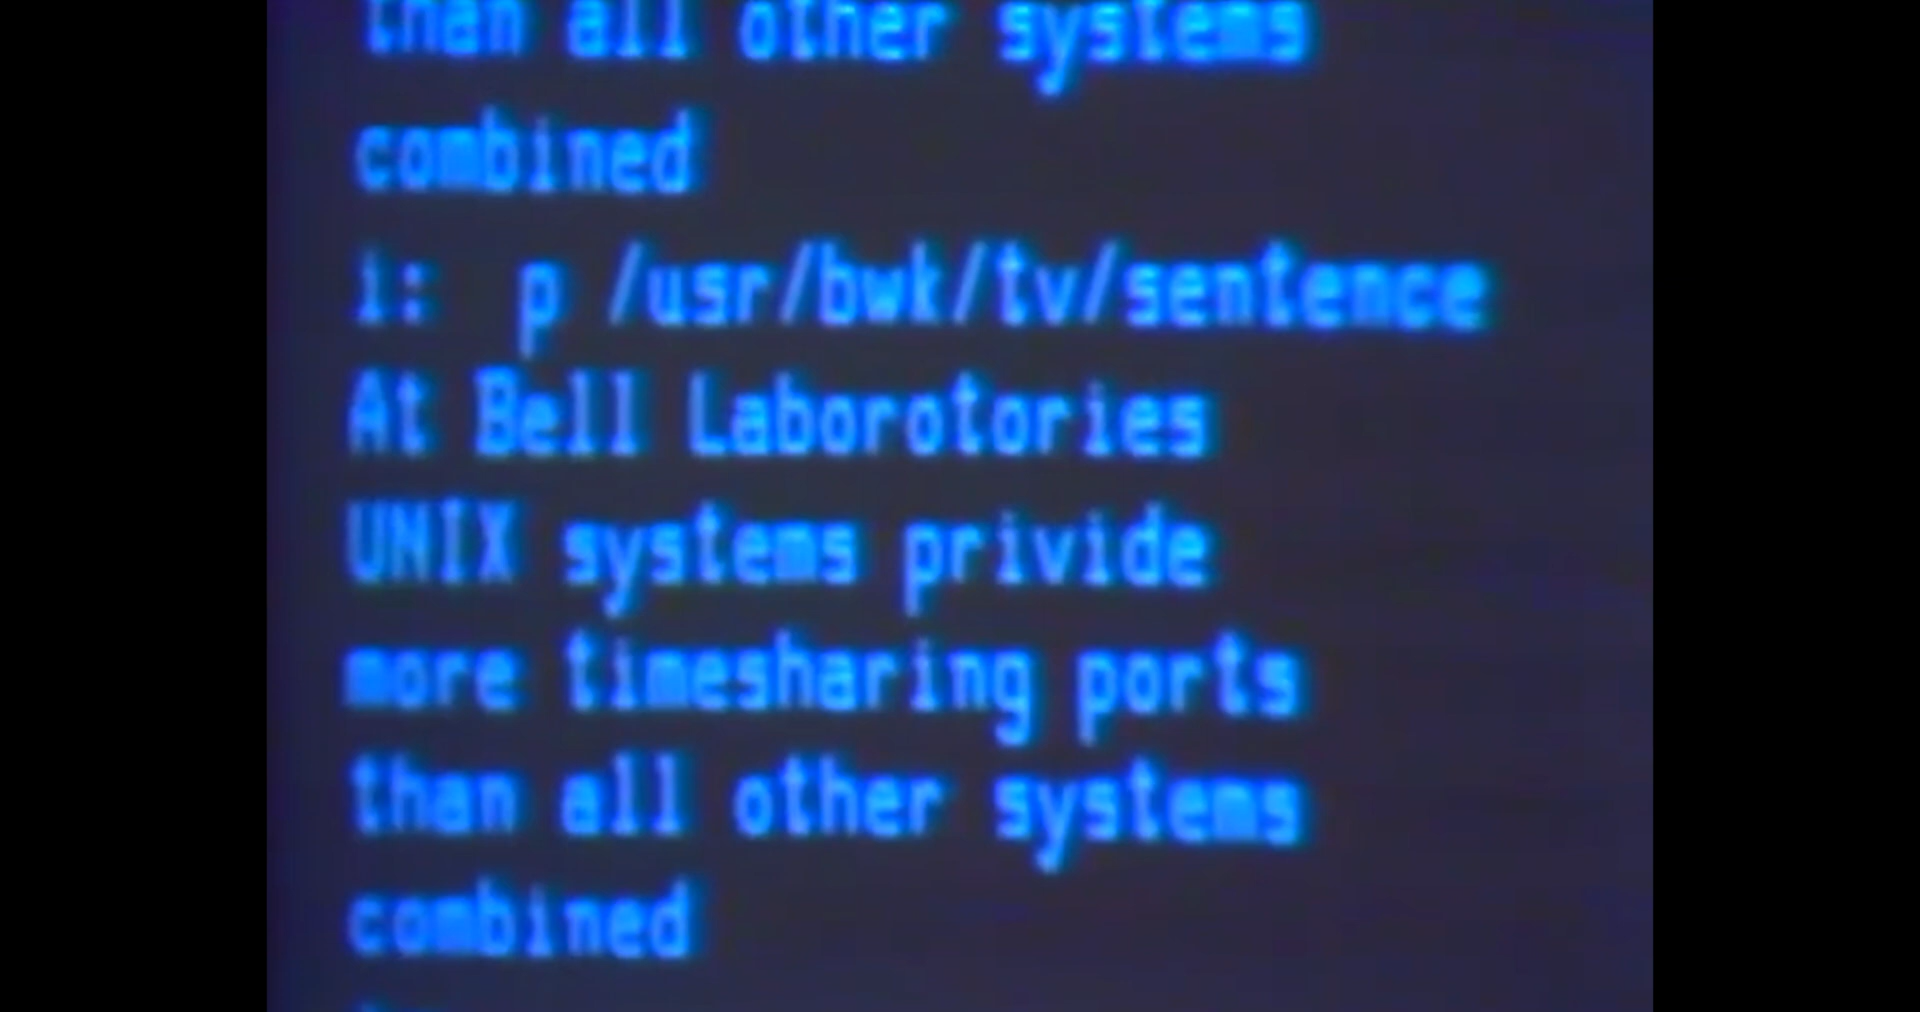 than all other systems
combined
i:  p /usr/bwk/tv/sentence
At Bell Laborotories
UNIX systems privide
more timesharing ports
than all other systems
combined